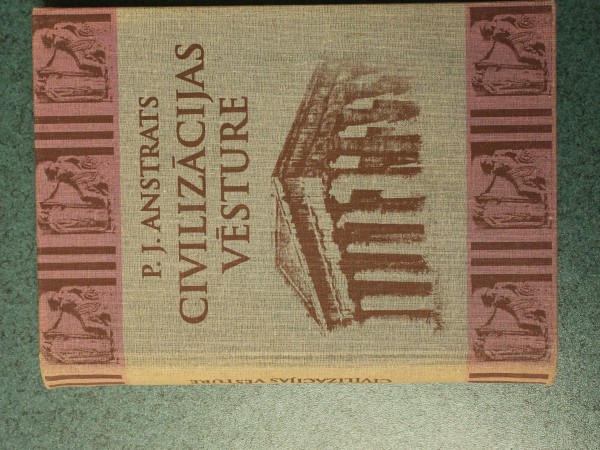 P. J. ANSTRATS
CIVILIZĀCIJAS
VĒSTURE
CIVILIZĀCIJAS VĒSTURE